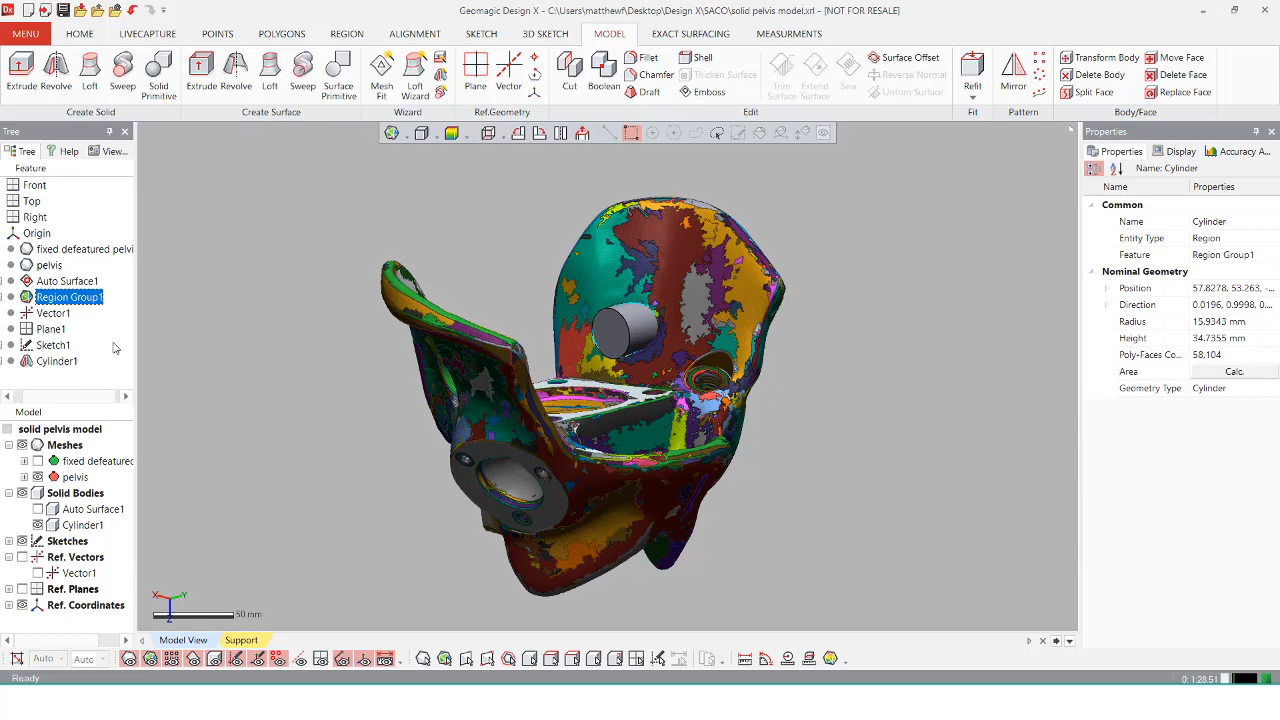 Geomagic Design X - C:\Users\matthewf\Desktop\Design X\SACO\solid pelvis model.xrl - [NOT FOR RESALE]
MENU HOME LIVECAPTURE POINTS POLYGONS REGION ALIGNMENT SKETCH 3D SKETCH MODEL EXACT SURFACING MEASURMENTS
Extrude Revolve Loft Sweep Solid Primitive
Create Solid
Extrude Revolve Loft Sweep Surface Primitive
Create Surface
Mesh Fit Loft Wizard
Wizard
Plane Vector
Ref.Geometry
Cut Boolean
Fillet Shell
Chamfer Thicken Surface
Draft Emboss
Trim Surface Extend Surface Sew
Surface Offset
Reverse Normal
Untrim Surface
Edit
Refit
Fit
Mirror
Pattern
Transform Body Move Face
Delete Body Delete Face
Split Face Replace Face
Body/Face
Tree
Tree Help View...
Feature
Front
Top
Right
Origin
fixed defeatured pelvi
pelvis
Auto Surface1
Region Group1
Vector1
Plane1
Sketch1
Cylinder1
Model
solid pelvis model
Meshes
fixed defeatured
pelvis
Solid Bodies
Auto Surface1
Cylinder1
Sketches
Ref. Vectors
Vector1
Ref. Planes
Ref. Coordinates
X Y
Z
50 mm
Model View Support
Properties
Properties Display Accuracy A...
Name: Cylinder
Name Properties
Common
Name Cylinder
Entity Type Region
Feature Region Group1
Nominal Geometry
Position 57.8278, 53.263, -...
Direction 0.0196, 0.9998, 0...
Radius 15.9343 mm
Height 34.7355 mm
Poly-Faces Co... 58,104
Area Calc.
Geometry Type Cylinder
Auto Auto
Ready
0: 1:28.51